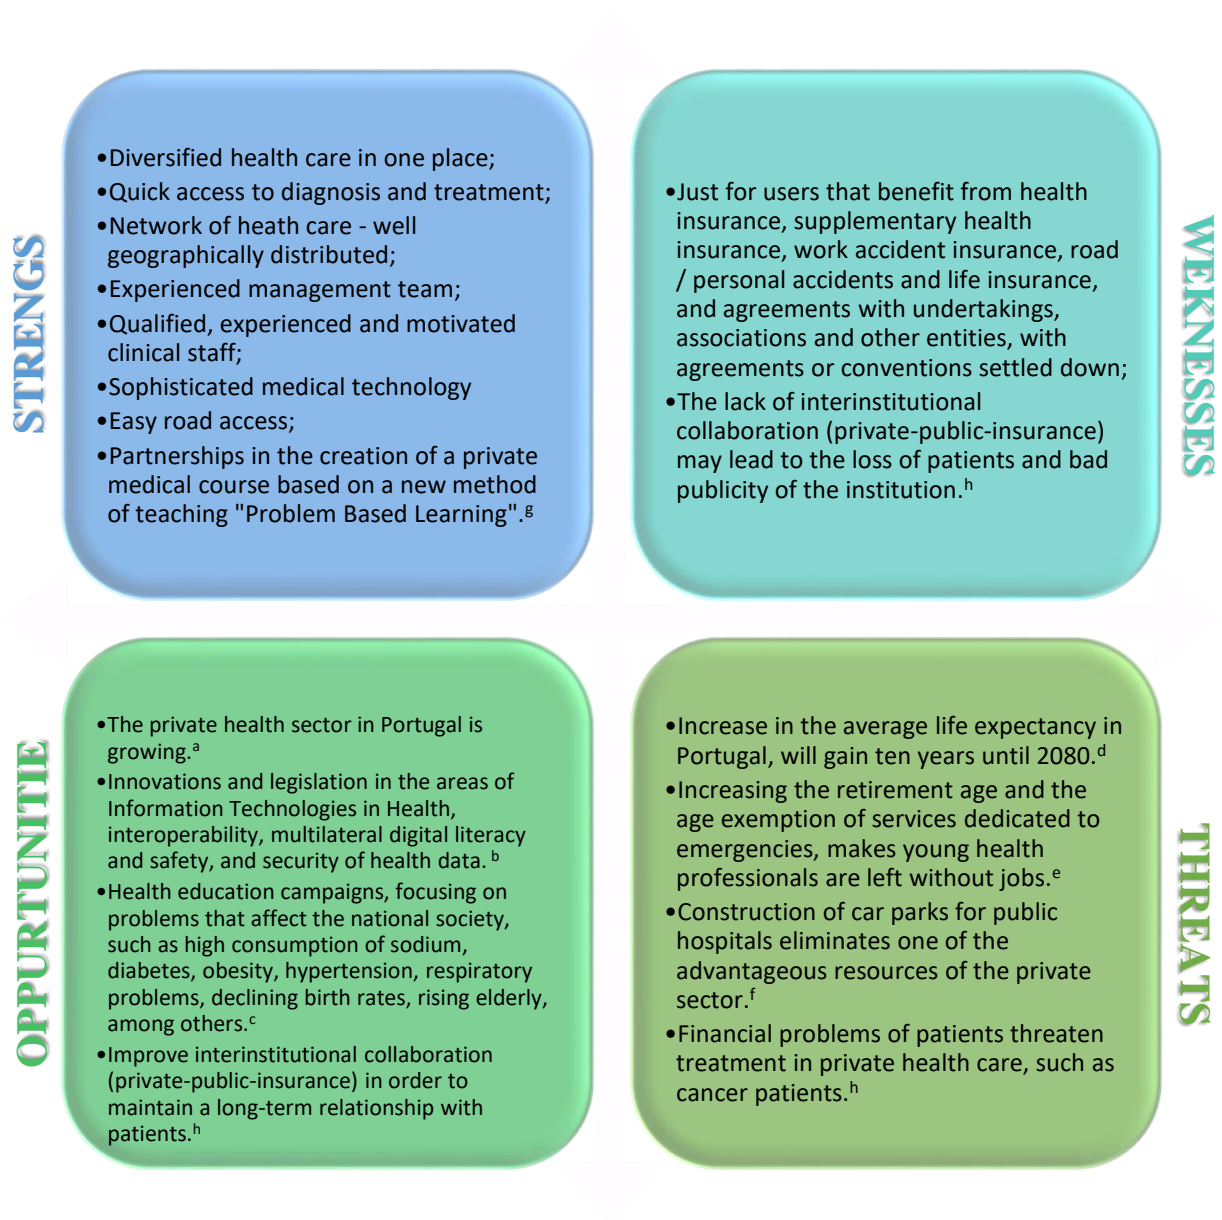 STRENGS
•Diversified health care in one place;
•Quick access to diagnosis and treatment;
•Network of heath care - well
geographically distributed;
•Experienced management team;
•Qualified, experienced and motivated
clinical staff;
•Sophisticated medical technology
•Easy road access;
•Partnerships in the creation of a private
medical course based on a new method
of teaching "Problem Based Learning".g
WEKNESSES
•Just for users that benefit from health
insurance, supplementary health
insurance, work accident insurance, road
/ personal accidents and life insurance,
and agreements with undertakings,
associations and other entities, with
agreements or conventions settled down;
•The lack of interinstitutional
collaboration (private-public-insurance)
may lead to the loss of patients and bad
publicity of the institution.h
OPPURTUNITIE
•The private health sector in Portugal is
growing.a
•Innovations and legislation in the areas of
Information Technologies in Health,
interoperability, multilateral digital literacy
and safety, and security of health data. b
•Health education campaigns, focusing on
problems that affect the national society,
such as high consumption of sodium,
diabetes, obesity, hypertension, respiratory
problems, declining birth rates, rising elderly,
among others.c
•Improve interinstitutional collaboration
(private-public-insurance) in order to
maintain a long-term relationship with
patients.h
THREATS
•Increase in the average life expectancy in
Portugal, will gain ten years until 2080.d
•Increasing the retirement age and the
age exemption of services dedicated to
emergencies, makes young health
professionals are left without jobs.e
•Construction of car parks for public
hospitals eliminates one of the
advantageous resources of the private
sector.f
•Financial problems of patients threaten
treatment in private health care, such as
cancer patients.h